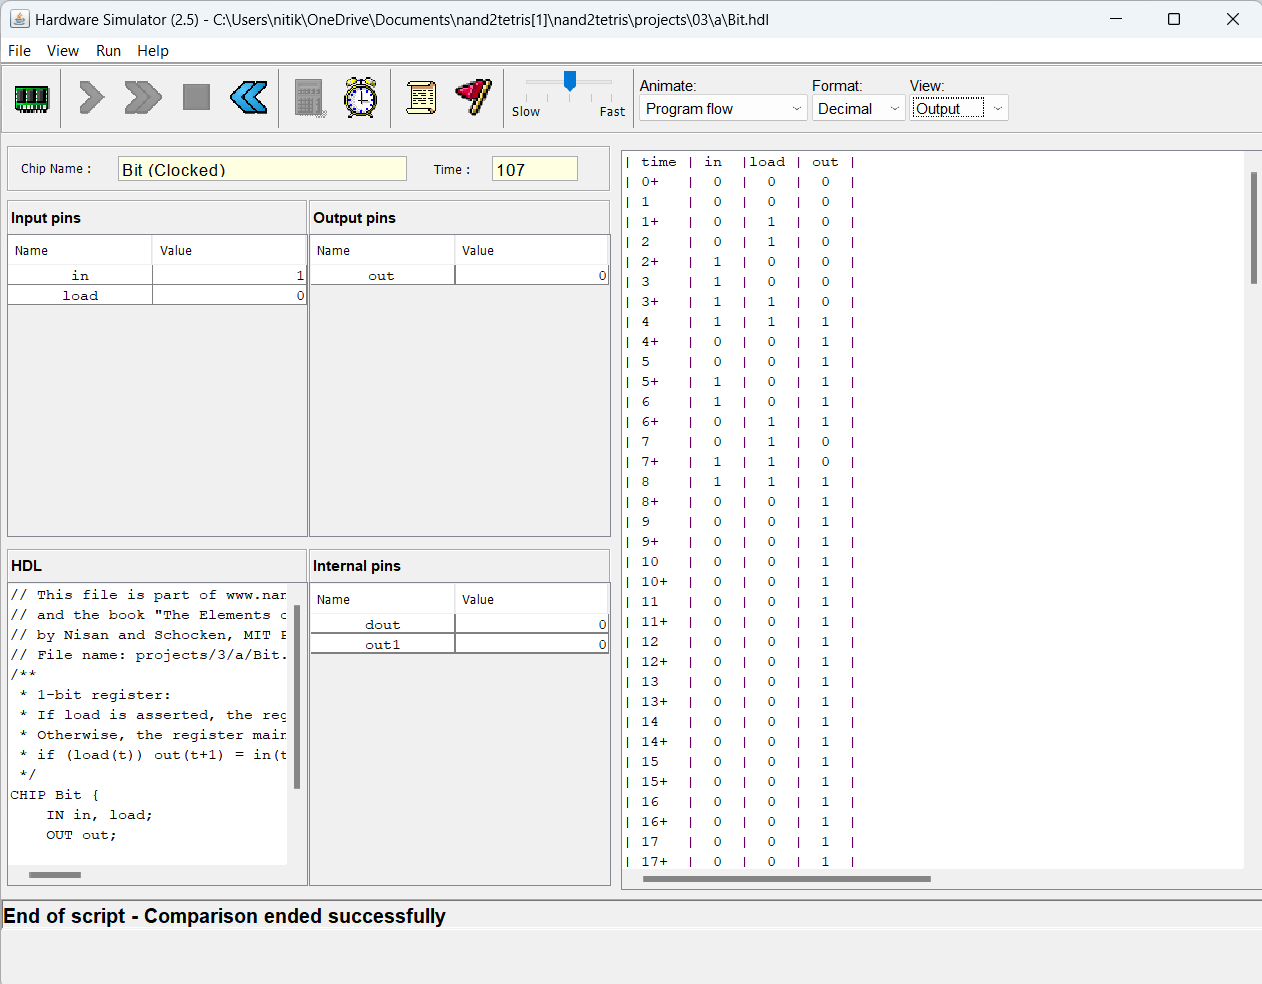 Hardware Simulator (2.5) - C:\Users\nitik\OneDrive\Documents\nand2tetris[1]\nand2tetris\projects\03\a\Bit.hdl
File View Run Help
Slow Fast
Animate: Format: View:
Program flow Decimal Output
Chip Name : Bit (Clocked) Time : 107
Input pins
Name Value
in 1
load 0
Output pins
Name Value
out 0
HDL
// This file is part of www.nan
// and the book "The Elements o
// by Nisan and Schocken, MIT P
// File name: projects/3/a/Bit.
/**
* 1-bit register:
* If load is asserted, the reg
* Otherwise, the register main
* if (load(t)) out(t+1) = in(t
*/
CHIP Bit {
IN in, load;
OUT out;
Internal pins
Name Value
dout 0
out1 0
| time | in |load | out |
| 0+ | 0 | 0 | 0 |
| 1 | 0 | 0 | 0 |
| 1+ | 0 | 1 | 0 |
| 2 | 0 | 1 | 0 |
| 2+ | 1 | 0 | 0 |
| 3 | 1 | 0 | 0 |
| 3+ | 1 | 1 | 0 |
| 4 | 1 | 1 | 1 |
| 4+ | 0 | 0 | 1 |
| 5 | 0 | 0 | 1 |
| 5+ | 1 | 0 | 1 |
| 6 | 1 | 0 | 1 |
| 6+ | 0 | 1 | 1 |
| 7 | 0 | 1 | 0 |
| 7+ | 1 | 1 | 0 |
| 8 | 1 | 1 | 1 |
| 8+ | 0 | 0 | 1 |
| 9 | 0 | 0 | 1 |
| 9+ | 0 | 0 | 1 |
| 10 | 0 | 0 | 1 |
| 10+ | 0 | 0 | 1 |
| 11 | 0 | 0 | 1 |
| 11+ | 0 | 0 | 1 |
| 12 | 0 | 0 | 1 |
| 12+ | 0 | 0 | 1 |
| 13 | 0 | 0 | 1 |
| 13+ | 0 | 0 | 1 |
| 14 | 0 | 0 | 1 |
| 14+ | 0 | 0 | 1 |
| 15 | 0 | 0 | 1 |
| 15+ | 0 | 0 | 1 |
| 16 | 0 | 0 | 1 |
| 16+ | 0 | 0 | 1 |
| 17 | 0 | 0 | 1 |
| 17+ | 0 | 0 | 1 |
End of script - Comparison ended successfully